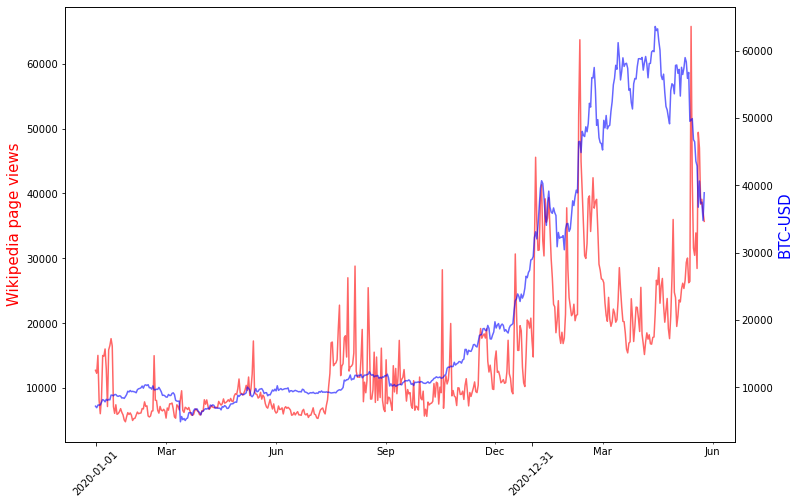 Wikipedia page views
60000
50000
40000
30000
20000
10000
60000
50000
40000
30000
20000
10000
BTC-USD
2020-01-01
Mar
Jun
Sep
Dec
2020-12-31
Mar
Jun